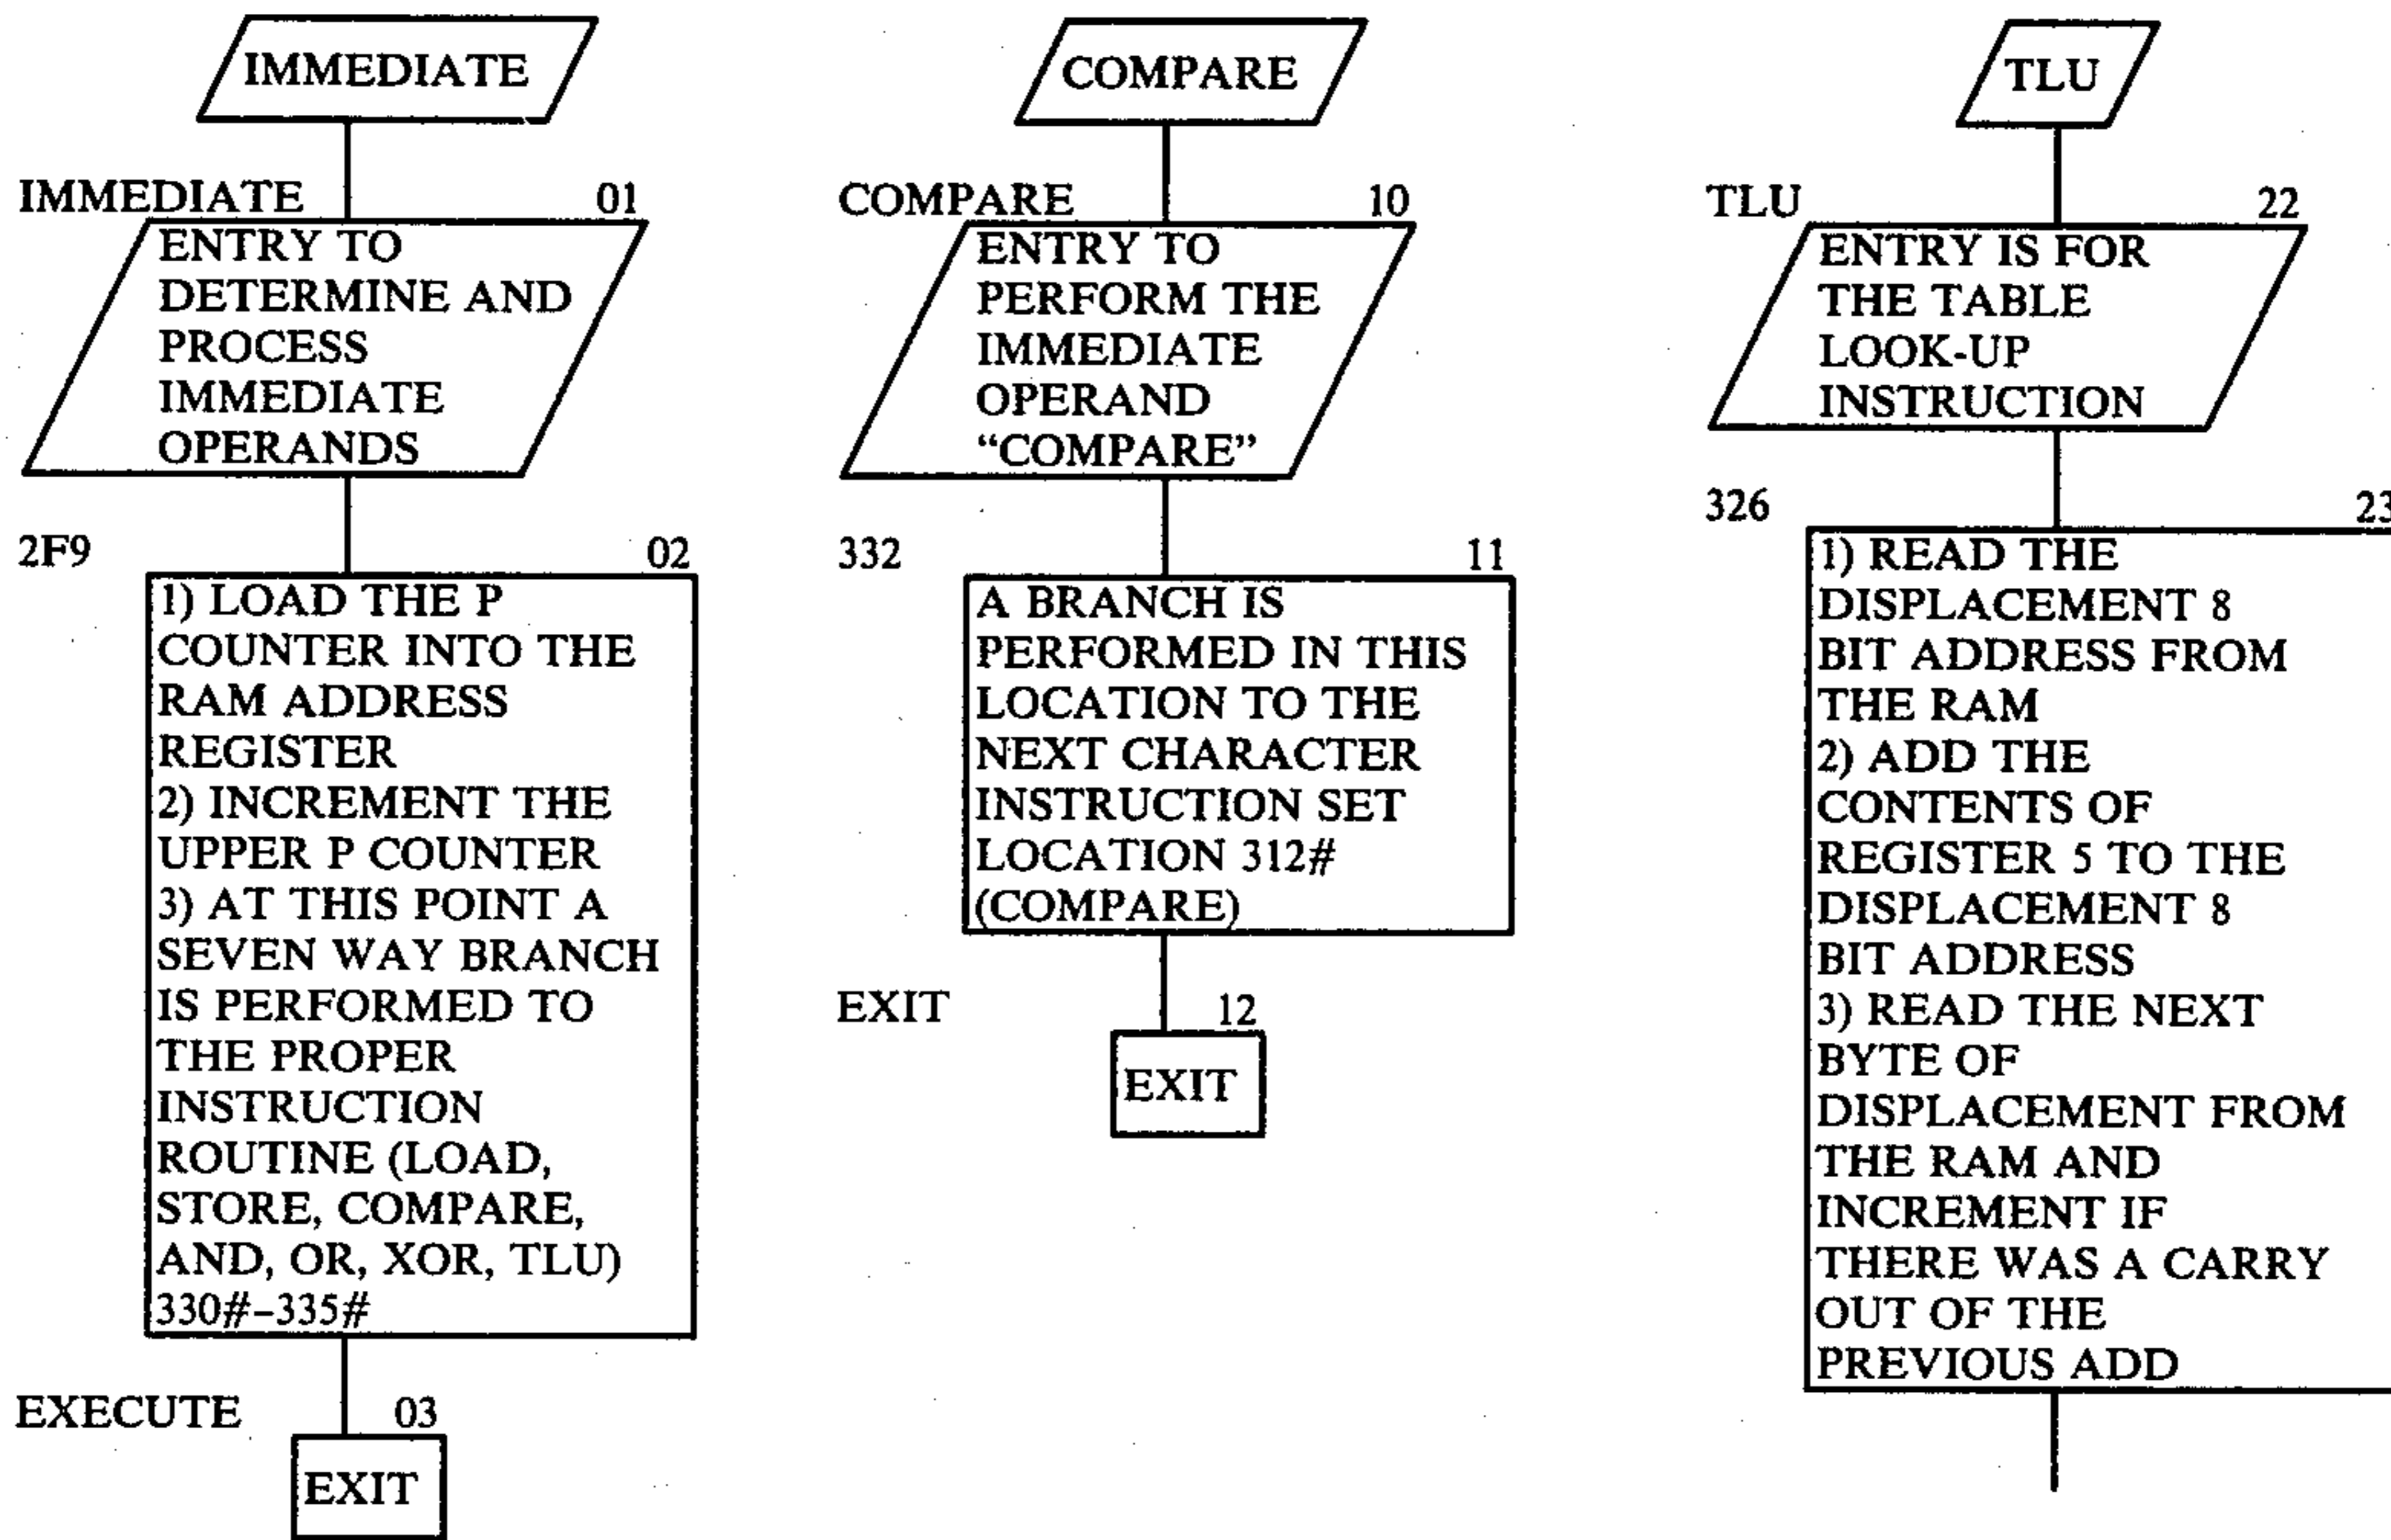 IMMEDIATE
IMMEDIATE 01
ENTRY TO
DETERMINE AND
PROCESS
IMMEDIATE
OPERANDS
2F9 02
1) LOAD THE P
COUNTER INTO THE
RAM ADDRESS
REGISTER
2) INCREMENT THE
UPPER P COUNTER
3) AT THIS POINT A
SEVEN WAY BRANCH
IS PERFORMED TO
THE PROPER
INSTRUCTION
ROUTINE (LOAD,
STORE, COMPARE,
AND, OR, XOR, TLU)
330#–335#
EXECUTE 03
EXIT
COMPARE
COMPARE 10
ENTRY TO
PERFORM THE
IMMEDIATE
OPERAND
“COMPARE”
332 11
A BRANCH IS
PERFORMED IN THIS
LOCATION TO THE
NEXT CHARACTER
INSTRUCTION SET
LOCATION 312#
(COMPARE)
EXIT 12
EXIT
TLU
TLU 22
ENTRY IS FOR
THE TABLE
LOOK-UP
INSTRUCTION
326 23
1) READ THE
DISPLACEMENT 8
BIT ADDRESS FROM
THE RAM
2) ADD THE
CONTENTS OF
REGISTER 5 TO THE
DISPLACEMENT 8
BIT ADDRESS
3) READ THE NEXT
BYTE OF
DISPLACEMENT FROM
THE RAM AND
INCREMENT IF
THERE WAS A CARRY
OUT OF THE
PREVIOUS ADD